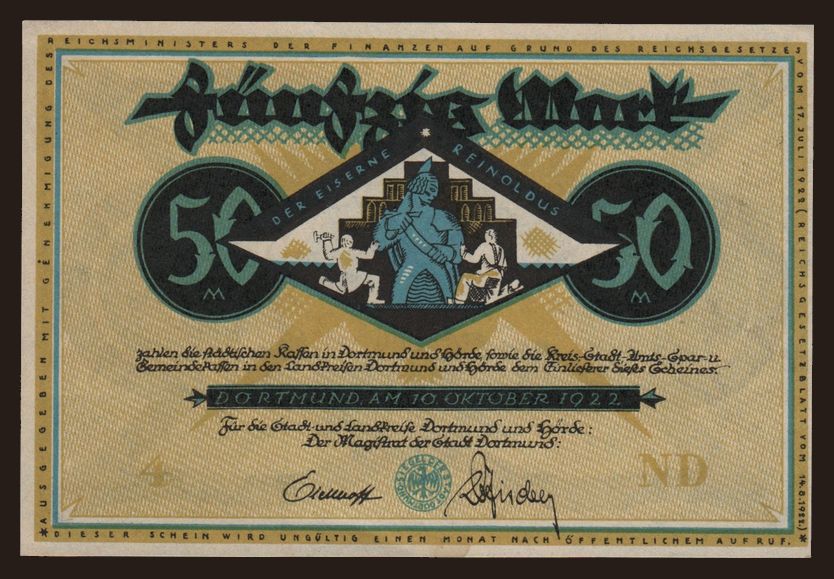 AUSGEGEBEN MIT GENEHMIGUNG DES
REICHSMINISTERS DER FINANZEN AUF GRUND DES REICHSGESETZES
VOM 17. JULI 1922 (REICHSGESETZBLATT VOM 14.8.1922)
Fünfzig Mark
DER EISERNE REINOLDUS
50 50
M M
zahlen die städtischen Kassen in Dortmund und Hörde, sowie die Kreis-Stadt-Amts-Spar-u.
Gemeindekassen in den Landkreisen Dortmund und Hörde dem Einlieferer dieses Scheines.
DORTMUND, AM 10 OKTOBER 1922
Für die Stadt-und Landkreise Dortmund und Hörde:
Der Magistrat der Stadt Dortmund:
4 ND
*DIESER SCHEIN WIRD UNGÜLTIG EINEN MONAT NACH ÖFFENTLICHEM AUFRUF.*